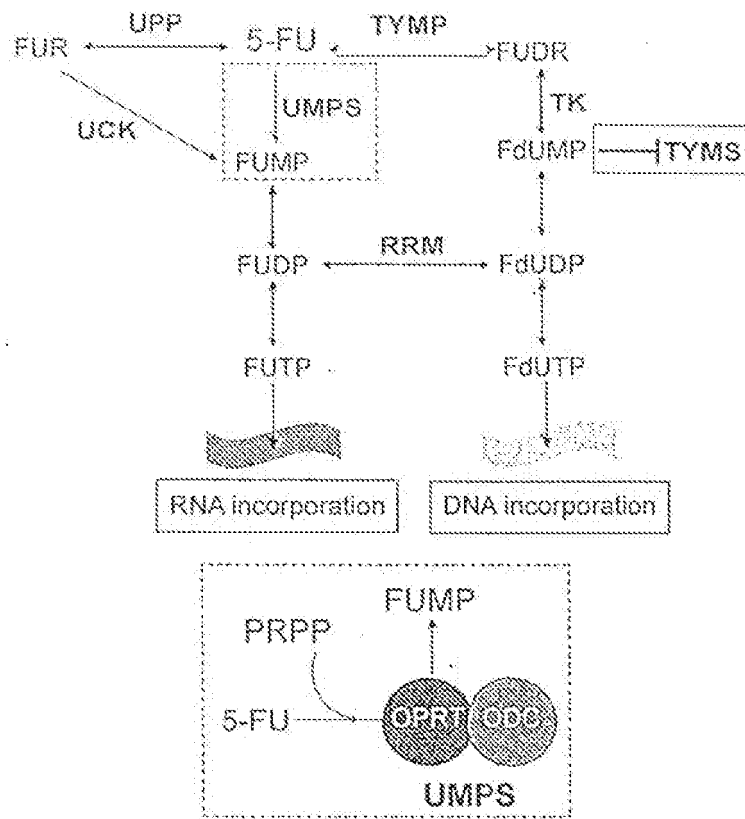 UPP
5-FU
TYMP
FUR
FUDR
UMPS
TK
UCK
FUMP
FdUMP
TYMS
RRM
FUDP
FdUDP
FUTP
FdUTP
RNA incorporation
DNA incorporation
FUMP
PRPP
5-FU
OPRT
ODC
UMPS